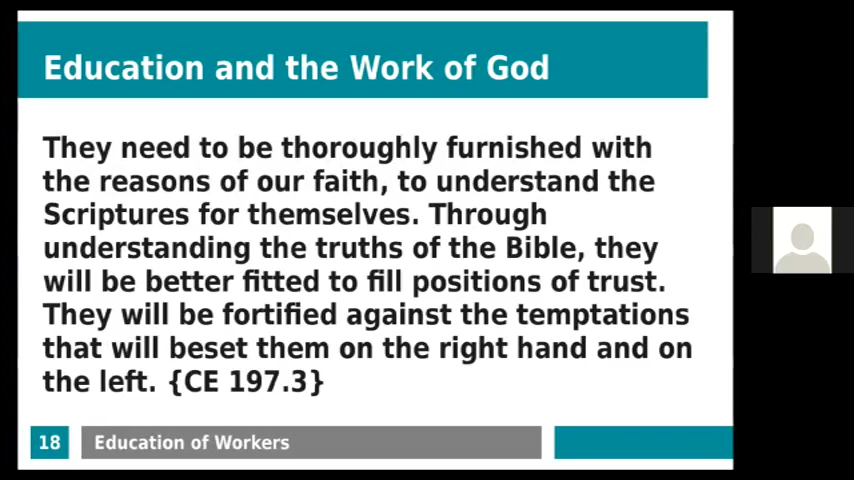 Education and the Work of God
They need to be thoroughly furnished with
the reasons of our faith, to understand the
Scriptures for themselves. Through
understanding the truths of the Bible, they
will be better fitted to fill positions of trust.
They will be fortified against the temptations
that will beset them on the right hand and on
the left. {CE 197.3}
18 Education of Workers